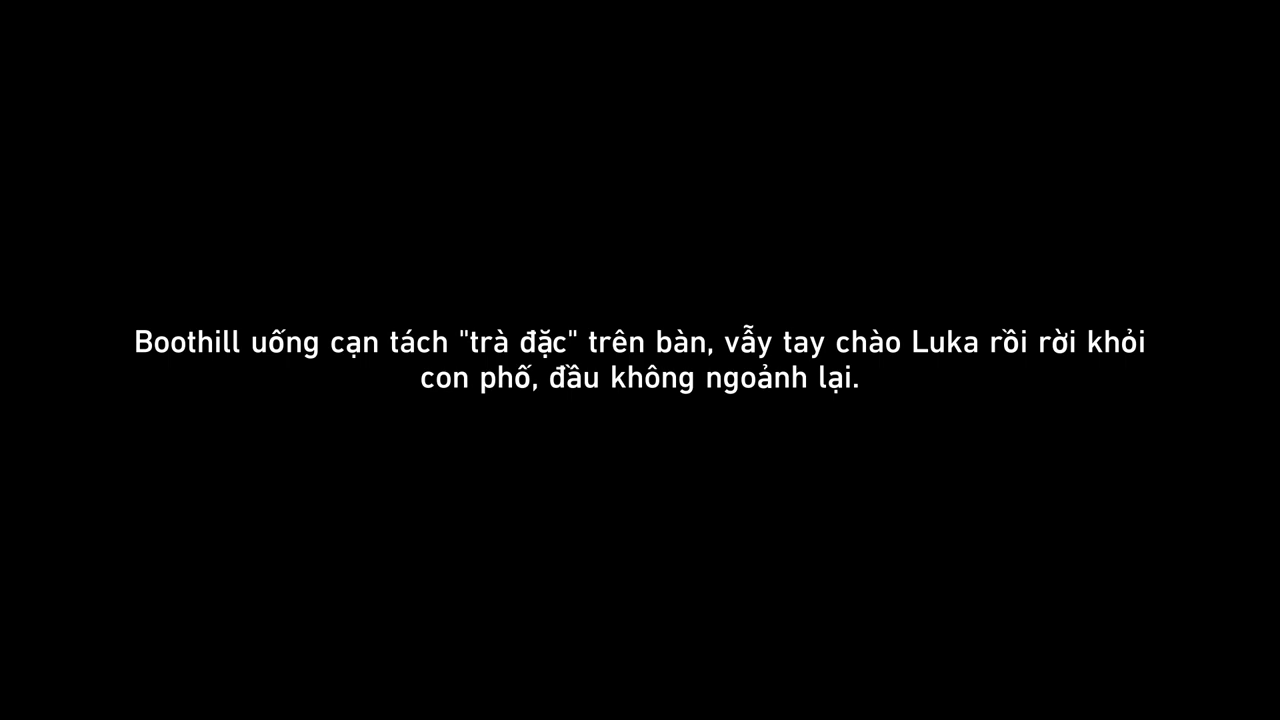 Boothill uống cạn tách "trà đặc" trên bàn, vẫy tay chào Luka rồi rời khỏi
con phố, đầu không ngoảnh lại.